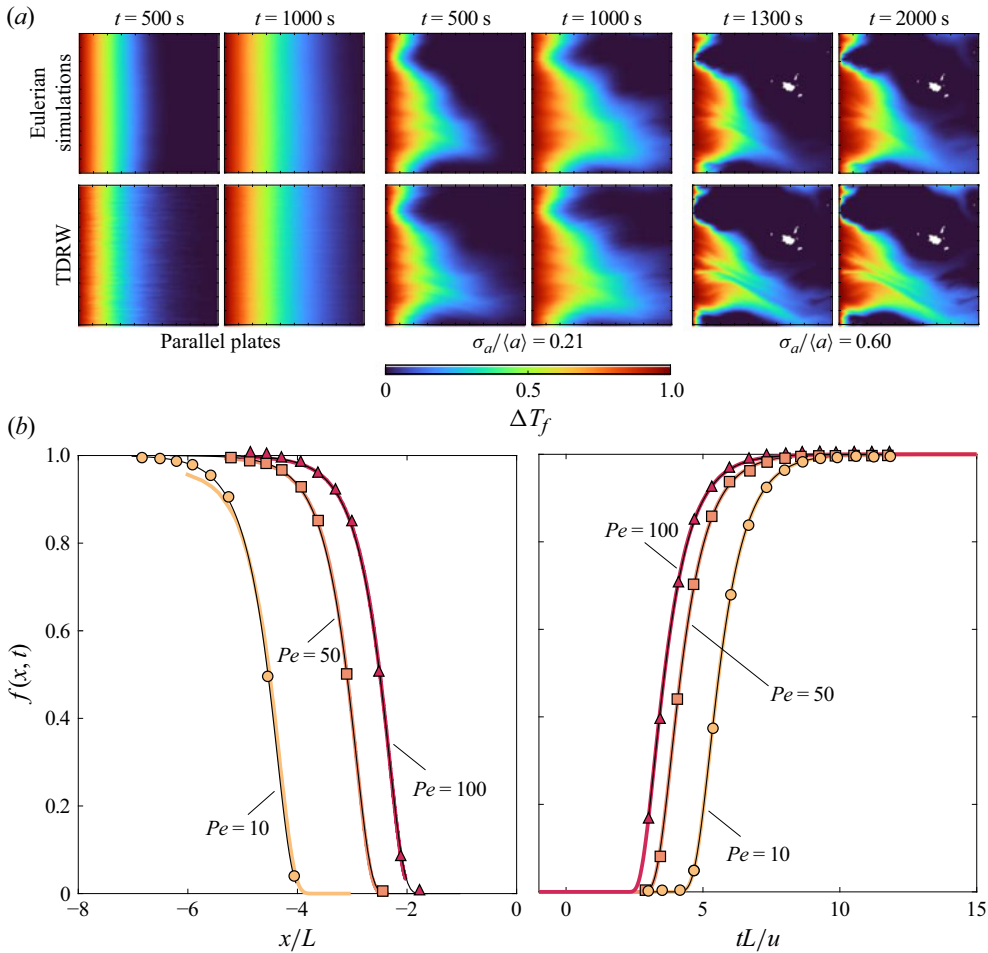 (a)
t = 500 s t = 1000 s t = 500 s t = 1000 s t = 1300 s t = 2000 s
Eulerian
simulations
TDRW
Parallel plates σa/⟨a⟩ = 0.21 σa/⟨a⟩ = 0.60
0 0.5 1.0
ΔTf
(b)
1.0
0.8
0.6
0.4
0.2
0
f(x, t)
Pe = 50
Pe = 100
Pe = 10
−8 −6 −4 −2 0
x/L
Pe = 100
Pe = 50
Pe = 10
0 5 10 15
tL/u